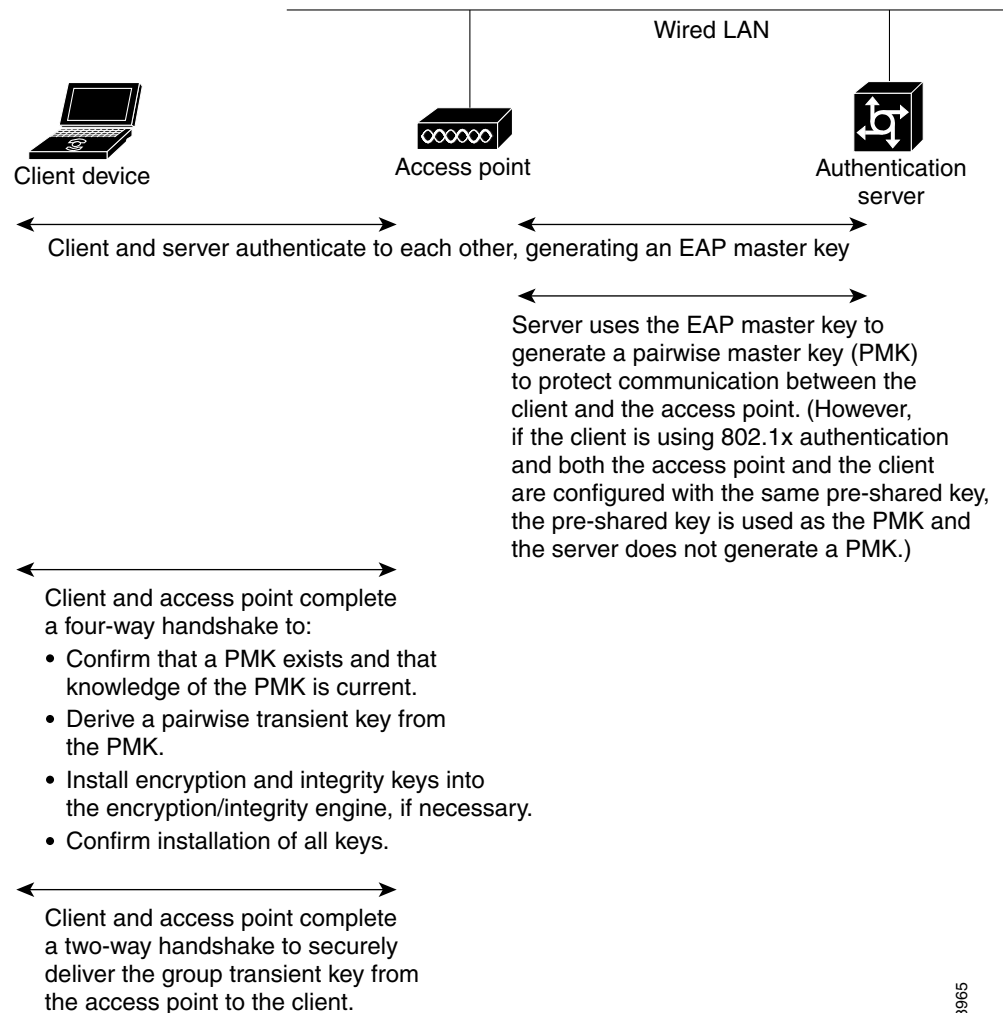 Wired LAN
Client device
Access point
Authentication
server
Client and server authenticate to each other, generating an EAP master key
Server uses the EAP master key to
generate a pairwise master key (PMK)
to protect communication between the
client and the access point. (However,
if the client is using 802.1x authentication
and both the access point and the client
are configured with the same pre-shared key,
the pre-shared key is used as the PMK and
the server does not generate a PMK.)
Client and access point complete
a four-way handshake to:
• Confirm that a PMK exists and that
knowledge of the PMK is current.
• Derive a pairwise transient key from
the PMK.
• Install encryption and integrity keys into
the encryption/integrity engine, if necessary.
• Confirm installation of all keys.
Client and access point complete
a two-way handshake to securely
deliver the group transient key from
the access point to the client.